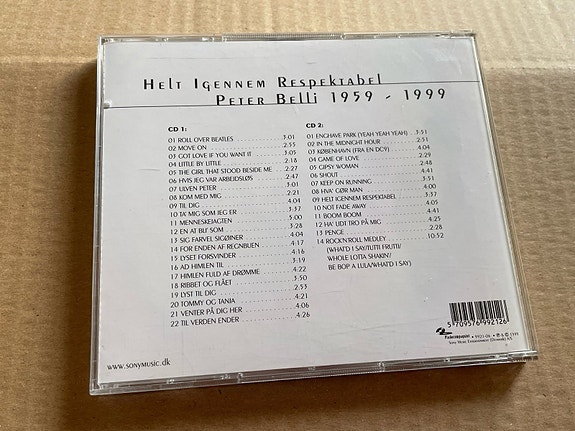 Helt Igennem Respektabel
Peter Belli 1959 - 1999
CD 1:
01 ROLL OVER BEATLES 3:01
02 MOVE ON 2:55
03 GOT LOVE IF YOU WANT IT 3:05
04 LITTLE BY LITTLE 2:18
05 THE GIRL THAT STOOD BESIDE ME 2:27
06 HVIS JEG VAR ARBEJDSLØS 2:47
07 ULVEN PETER 3:01
08 KOM MED MIG 2:21
09 TIL DIG 4:04
10 TA' MIG SOM JEG ER 3:37
11 MENNESKEJAGTEN 5:00
12 EN AT BLI' SOM 3:28
13 SIG FARVEL SIGØJNER 4:04
14 FOR ENDEN AF REGNBUEN 3:47
15 LYSET FORSVINDER 4:16
16 AD HIMLEN TIL 3:19
17 HIMLEN FULD AF DRØMME 4:22
18 RIBBET OG FLÅET 3:50
19 LYST TIL DIG 2:53
20 TOMMY OG TANIA 4:21
21 VENTER PÅ DIG HER 4:06
22 TIL VERDEN ENDER 4:26
CD 2:
01 ENGHAVE PARK (YEAH YEAH YEAH) 3:51
02 IN THE MIDNIGHT HOUR 2:51
03 KØBENHAVN (FRA EN DC9) 4:04
04 GAME OF LOVE 2:29
05 GIPSY WOMAN 2:48
06 SHOUT 4:41
07 KEEP ON RUNNING 3:51
08 HVA' GØR MAN 4:00
09 HELT IGENNEM RESPEKTABEL 3:37
10 NOT FADE AWAY 4:05
11 BOOM BOOM 4:41
12 HA' LIDT TRO PÅ MIG 4:25
13 PENGE 2:28
14 ROCK'N'ROLL MEDLEY 10:52
(WHAT'D I SAY/TUTTI FRUTTI/
WHOLE LOTTA SHAKIN'/
BE BOP A LULA/WHAT'D I SAY)
5 709576 992126
www.sonymusic.dk